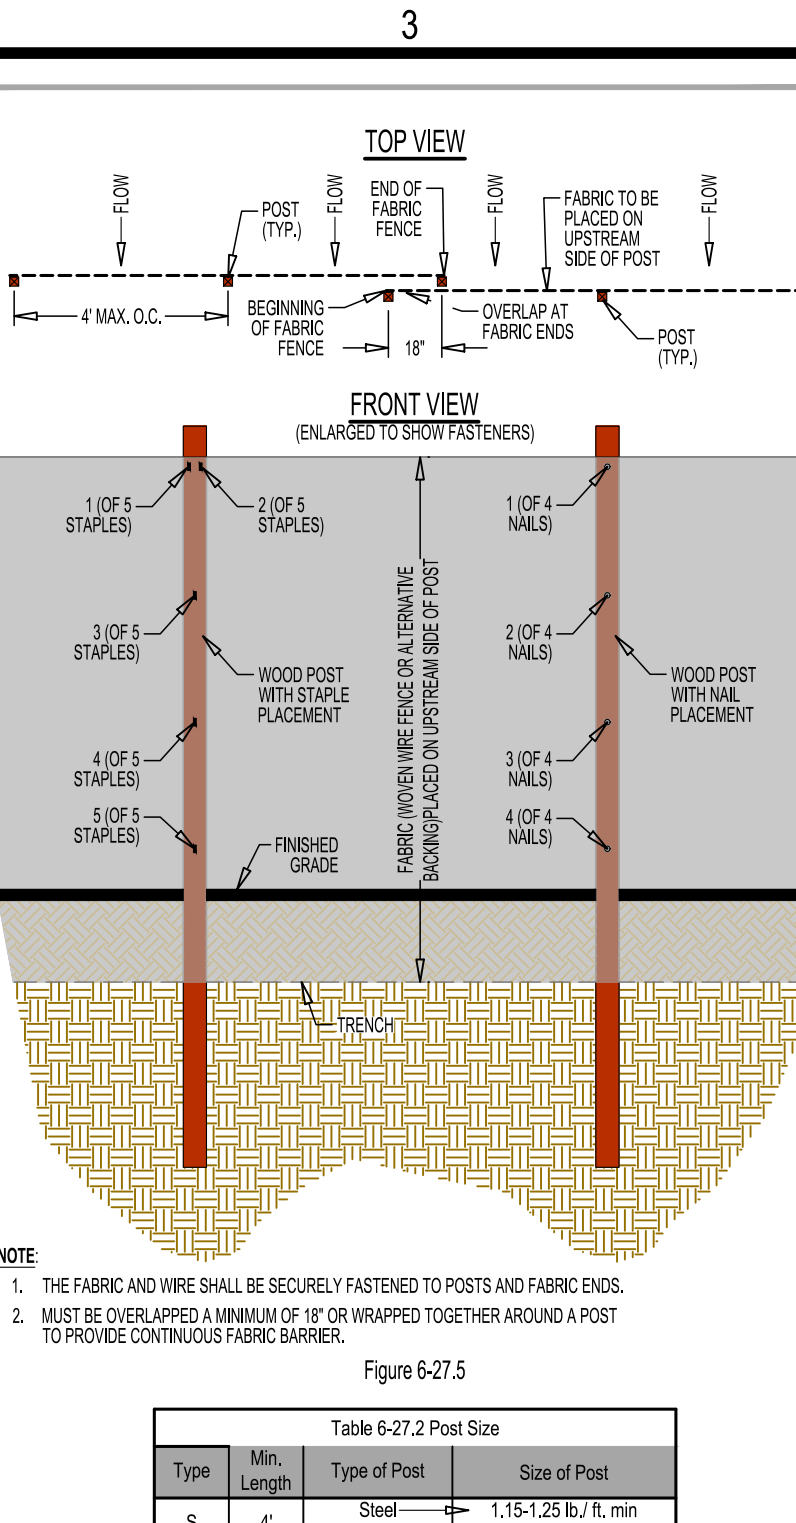 3
TOP VIEW
FLOW
POST
(TYP.)
FLOW
END OF
FABRIC
FENCE
FLOW
FABRIC TO BE
PLACED ON
UPSTREAM
SIDE OF POST
FLOW
4' MAX. O.C.
BEGINNING
OF FABRIC
FENCE
18"
OVERLAP AT
FABRIC ENDS
POST
(TYP.)
FRONT VIEW
(ENLARGED TO SHOW FASTENERS)
1 (OF 5
STAPLES)
2 (OF 5
STAPLES)
3 (OF 5
STAPLES)
WOOD POST
WITH STAPLE
PLACEMENT
4 (OF 5
STAPLES)
5 (OF 5
STAPLES)
FINISHED
GRADE
FABRIC (WOVEN WIRE FENCE OR ALTERNATIVE
BACKING)PLACED ON UPSTREAM SIDE OF POST
1 (OF 4
NAILS)
2 (OF 4
NAILS)
WOOD POST
WITH NAIL
PLACEMENT
3 (OF 4
NAILS)
4 (OF 4
NAILS)
TRENCH
NOTE:
1. THE FABRIC AND WIRE SHALL BE SECURELY FASTENED TO POSTS AND FABRIC ENDS.
2. MUST BE OVERLAPPED A MINIMUM OF 18" OR WRAPPED TOGETHER AROUND A POST
TO PROVIDE CONTINUOUS FABRIC BARRIER.
Figure 6-27.5
Table 6-27.2 Post Size
Type Min. Length Type of Post Size of Post
S 4' Steel 1.15-1.25 lb./ ft. min